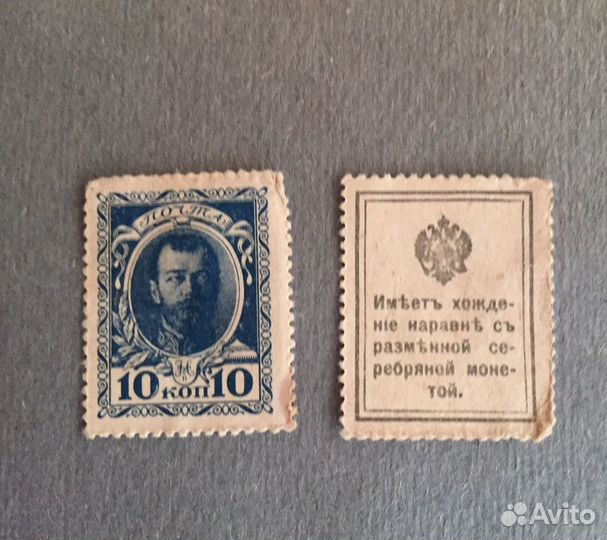 ПОЧТА
10 КОП 10
Имѣетъ хожде-
ніе наравнѣ съ
размѣнной се-
ребряной моне-
той.
Avito